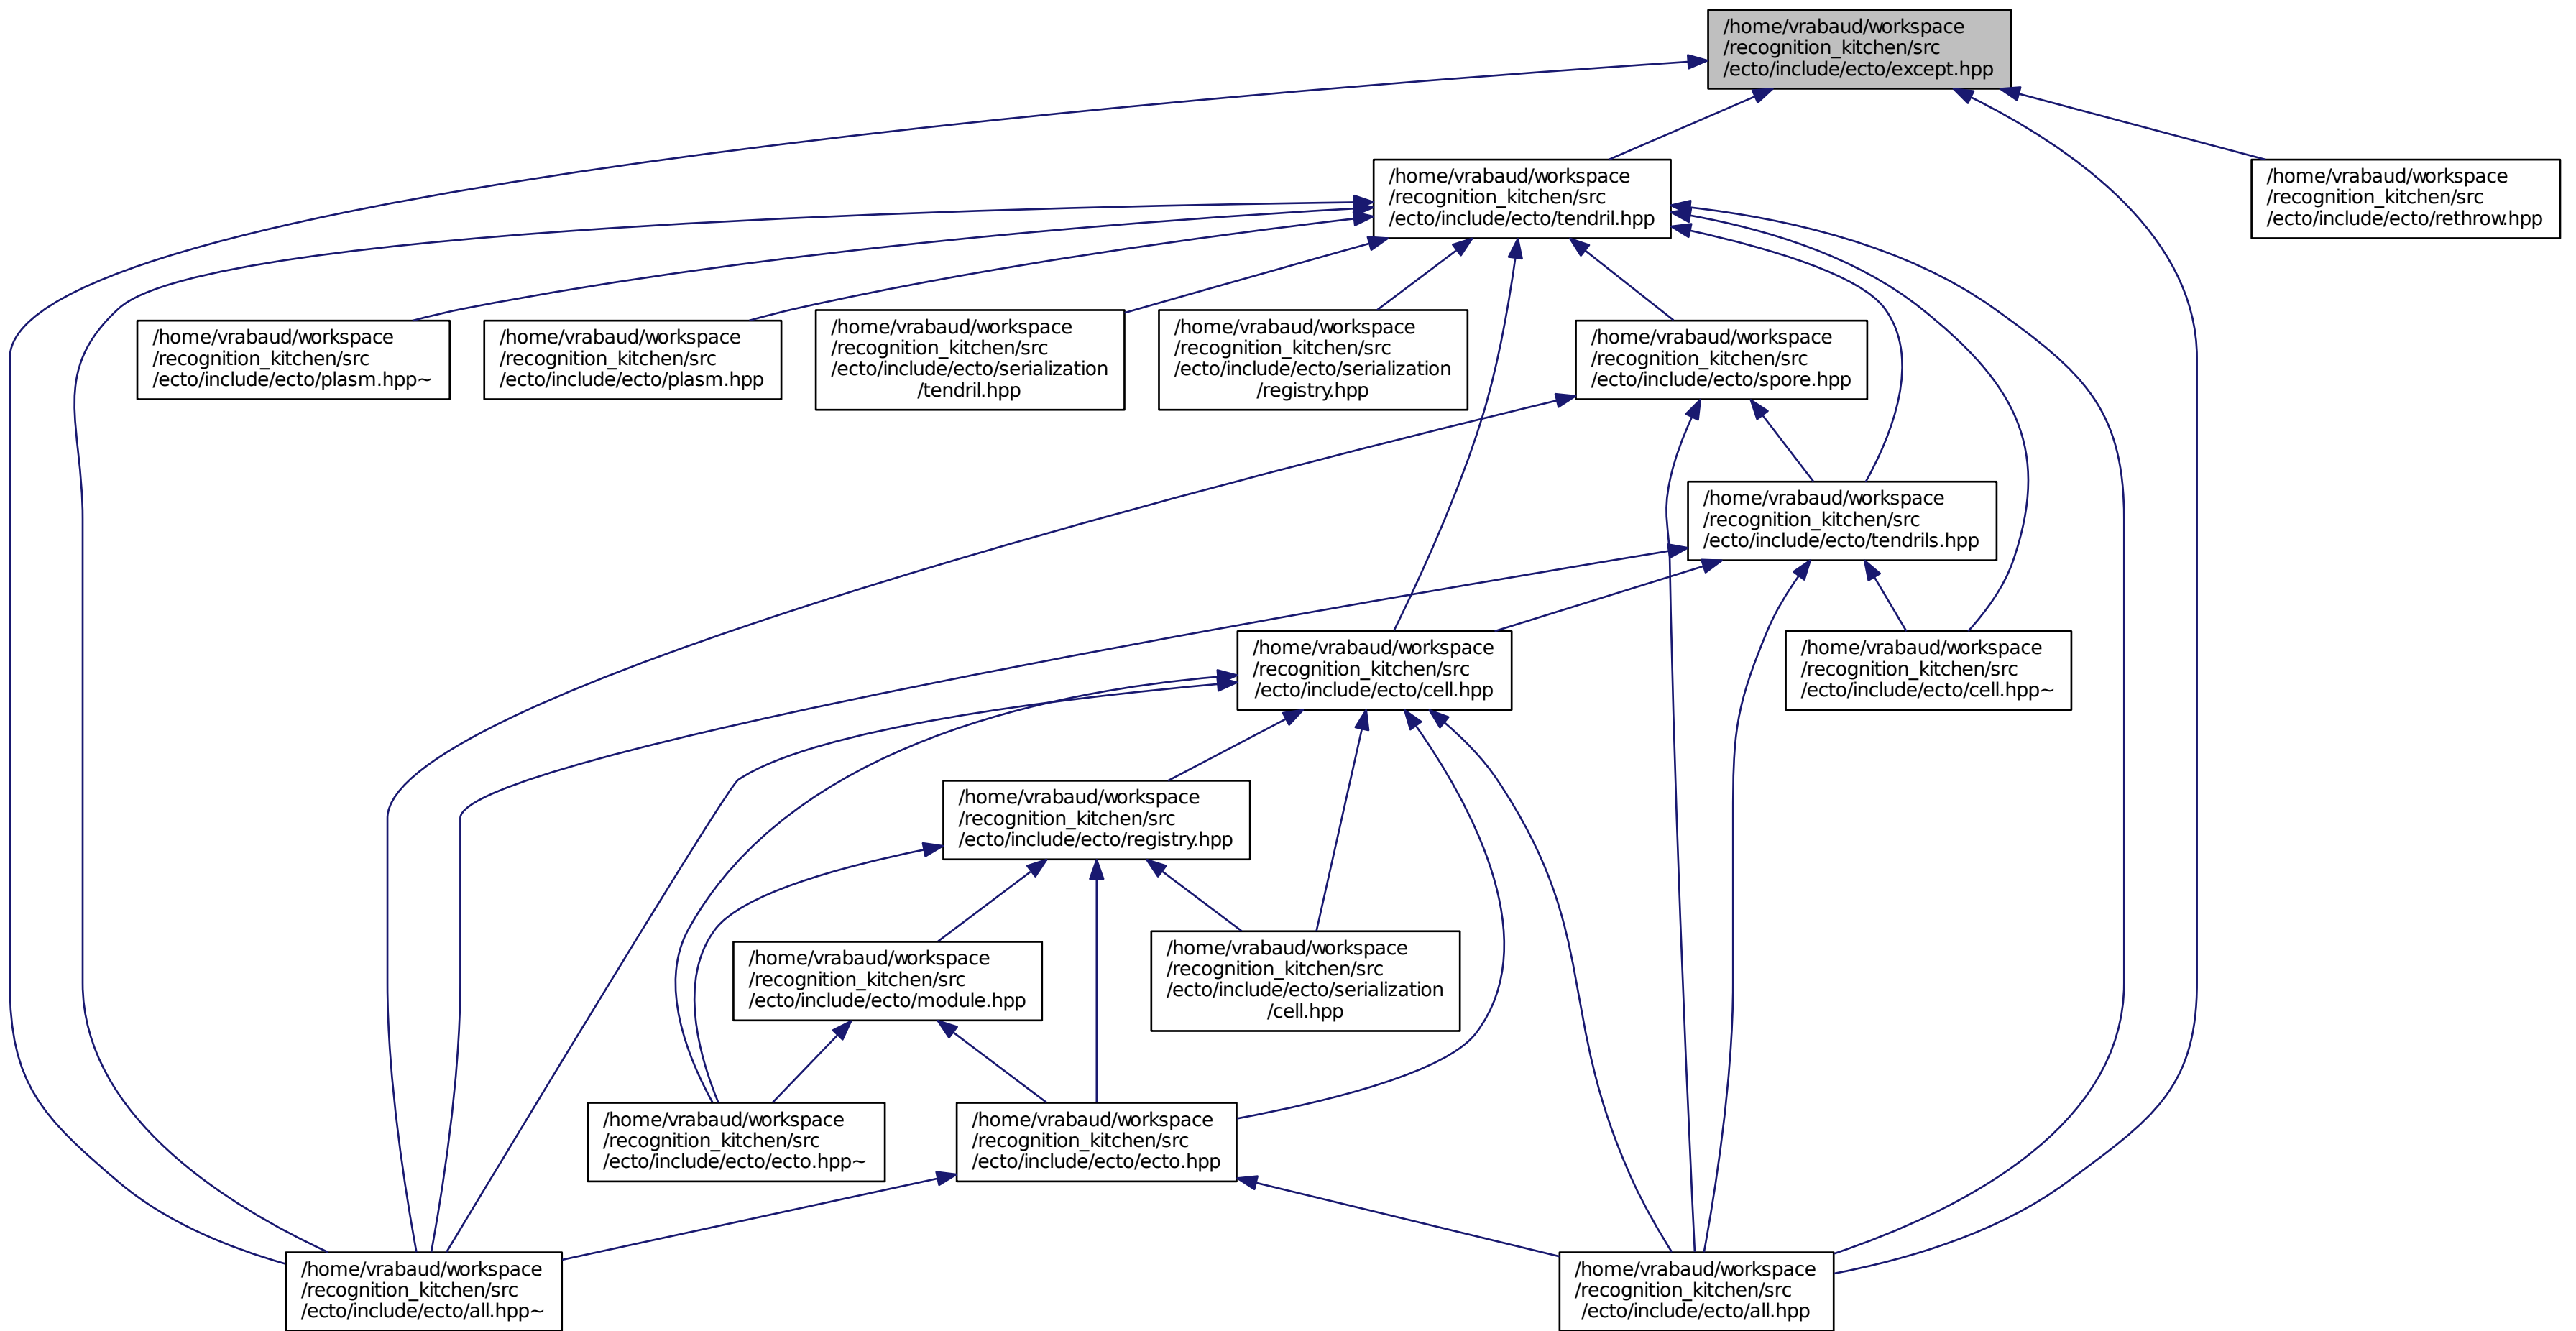 /home/vrabaud/workspace
/recognition_kitchen/src
/ecto/include/ecto/except.hpp
/home/vrabaud/workspace
/recognition_kitchen/src
/ecto/include/ecto/tendril.hpp
/home/vrabaud/workspace
/recognition_kitchen/src
/ecto/include/ecto/rethrow.hpp
/home/vrabaud/workspace
/recognition_kitchen/src
/ecto/include/ecto/plasm.hpp~
/home/vrabaud/workspace
/recognition_kitchen/src
/ecto/include/ecto/plasm.hpp
/home/vrabaud/workspace
/recognition_kitchen/src
/ecto/include/ecto/serialization
/tendril.hpp
/home/vrabaud/workspace
/recognition_kitchen/src
/ecto/include/ecto/serialization
/registry.hpp
/home/vrabaud/workspace
/recognition_kitchen/src
/ecto/include/ecto/spore.hpp
/home/vrabaud/workspace
/recognition_kitchen/src
/ecto/include/ecto/tendrils.hpp
/home/vrabaud/workspace
/recognition_kitchen/src
/ecto/include/ecto/cell.hpp
/home/vrabaud/workspace
/recognition_kitchen/src
/ecto/include/ecto/cell.hpp~
/home/vrabaud/workspace
/recognition_kitchen/src
/ecto/include/ecto/registry.hpp
/home/vrabaud/workspace
/recognition_kitchen/src
/ecto/include/ecto/module.hpp
/home/vrabaud/workspace
/recognition_kitchen/src
/ecto/include/ecto/serialization
/cell.hpp
/home/vrabaud/workspace
/recognition_kitchen/src
/ecto/include/ecto/ecto.hpp~
/home/vrabaud/workspace
/recognition_kitchen/src
/ecto/include/ecto/ecto.hpp
/home/vrabaud/workspace
/recognition_kitchen/src
/ecto/include/ecto/all.hpp~
/home/vrabaud/workspace
/recognition_kitchen/src
/ecto/include/ecto/all.hpp